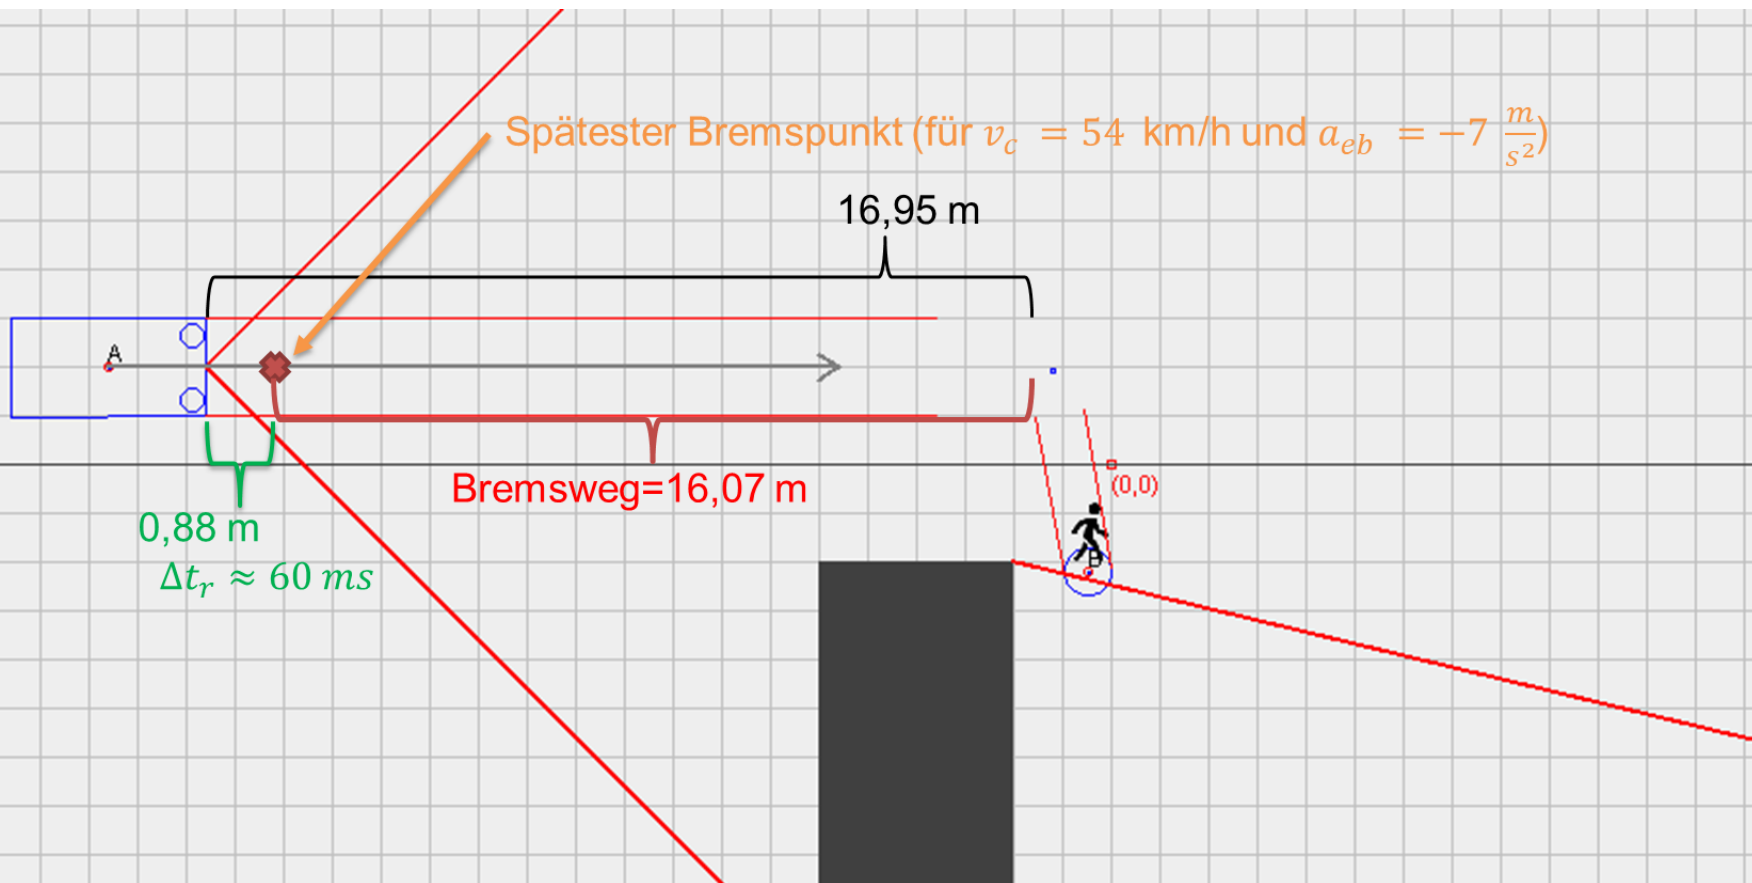 Spätester Bremspunkt (für v_c = 54 km/h und a_eb = −7 m/s²)
16,95 m
A
Bremsweg=16,07 m
(0,0)
0,88 m
B
Δt_r ≈ 60 ms